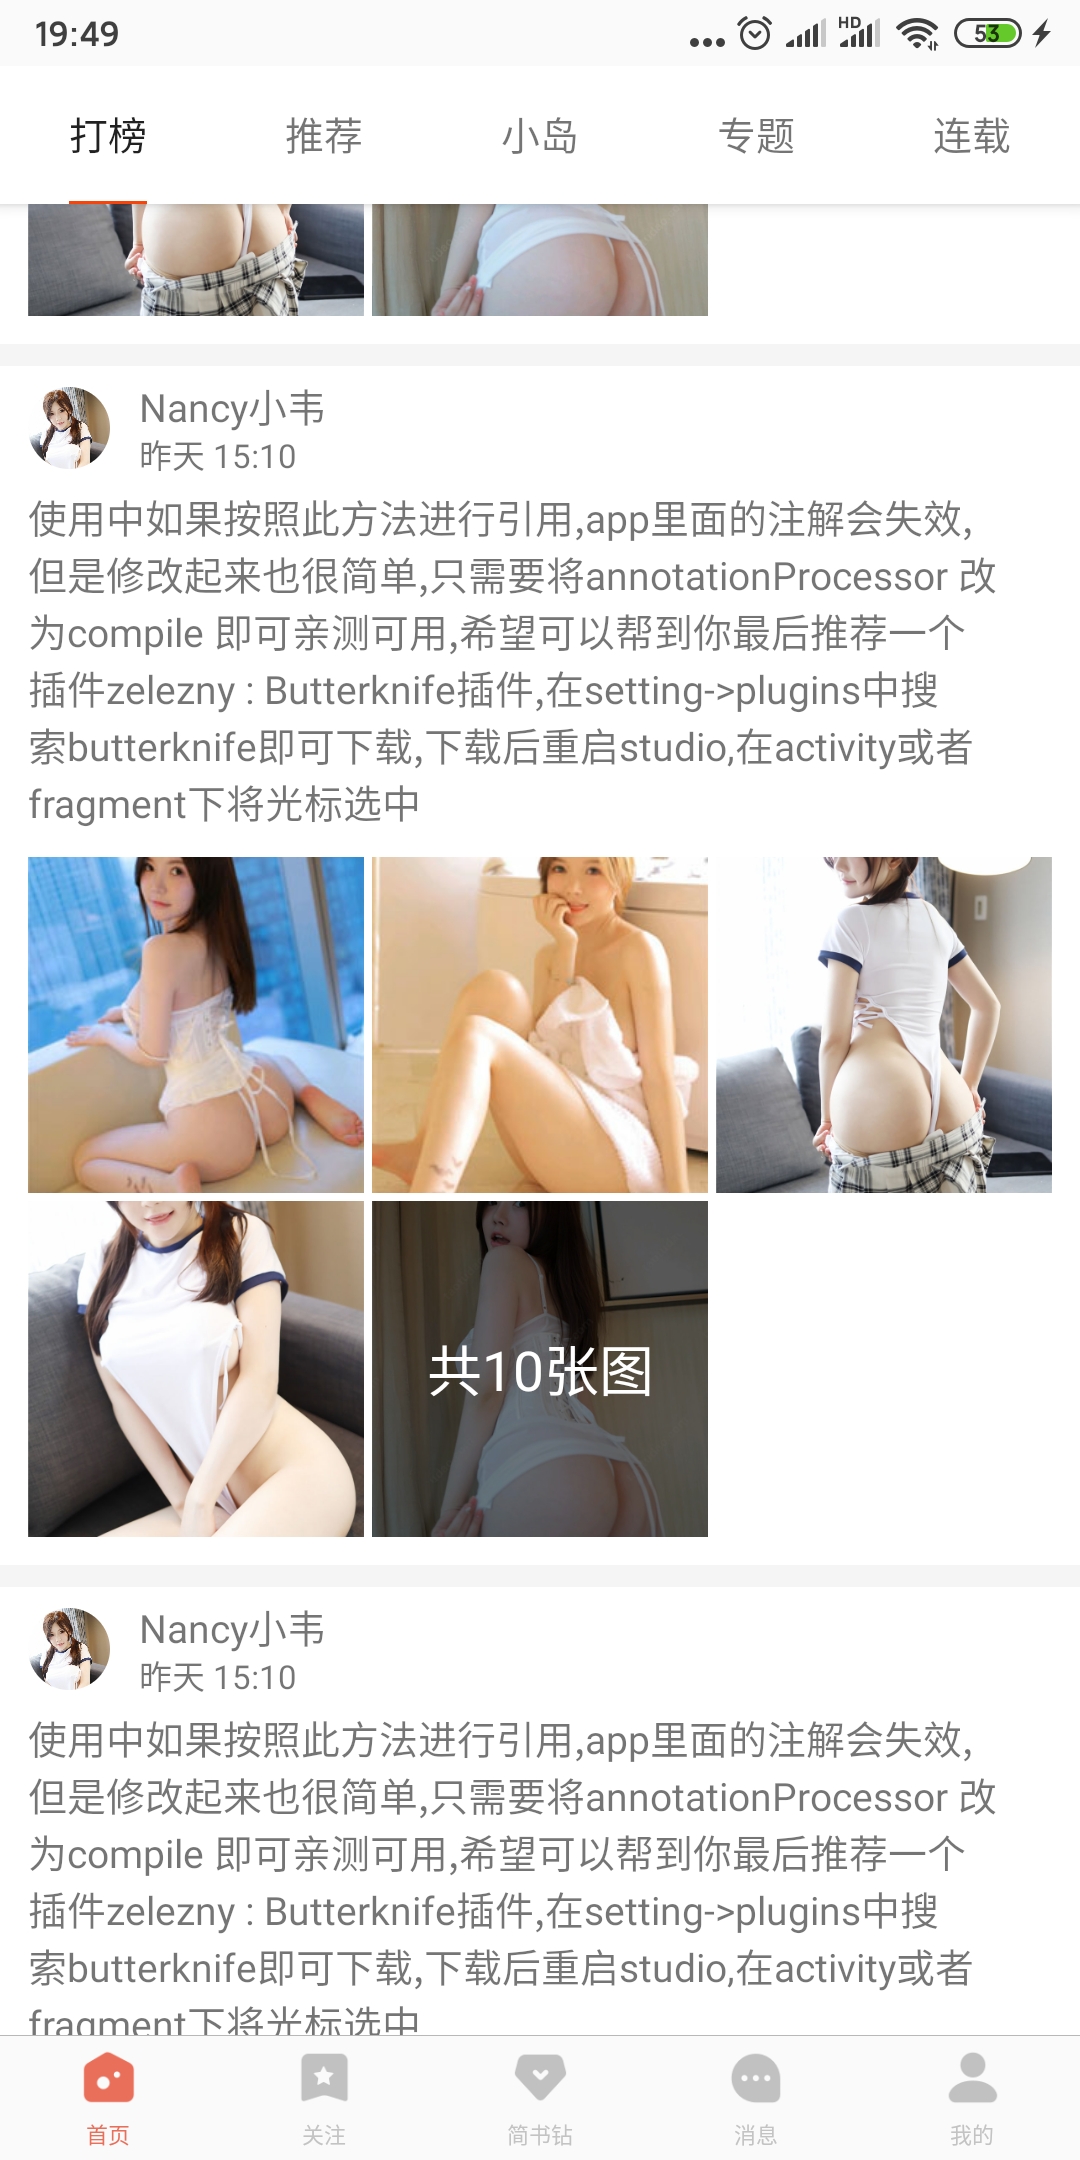 19:49
HD
53
打榜
推荐
小岛
专题
连载
Nancy小韦
昨天 15:10
使用中如果按照此方法进行引用,app里面的注解会失效,
但是修改起来也很简单,只需要将annotationProcessor 改
为compile 即可亲测可用,希望可以帮到你最后推荐一个
插件zelezny : Butterknife插件,在setting->plugins中搜
索butterknife即可下载,下载后重启studio,在activity或者
fragment下将光标选中
共10张图
Nancy小韦
昨天 15:10
使用中如果按照此方法进行引用,app里面的注解会失效,
但是修改起来也很简单,只需要将annotationProcessor 改
为compile 即可亲测可用,希望可以帮到你最后推荐一个
插件zelezny : Butterknife插件,在setting->plugins中搜
索butterknife即可下载,下载后重启studio,在activity或者
fragment下将光标选中
首页
关注
简书钻
消息
我的